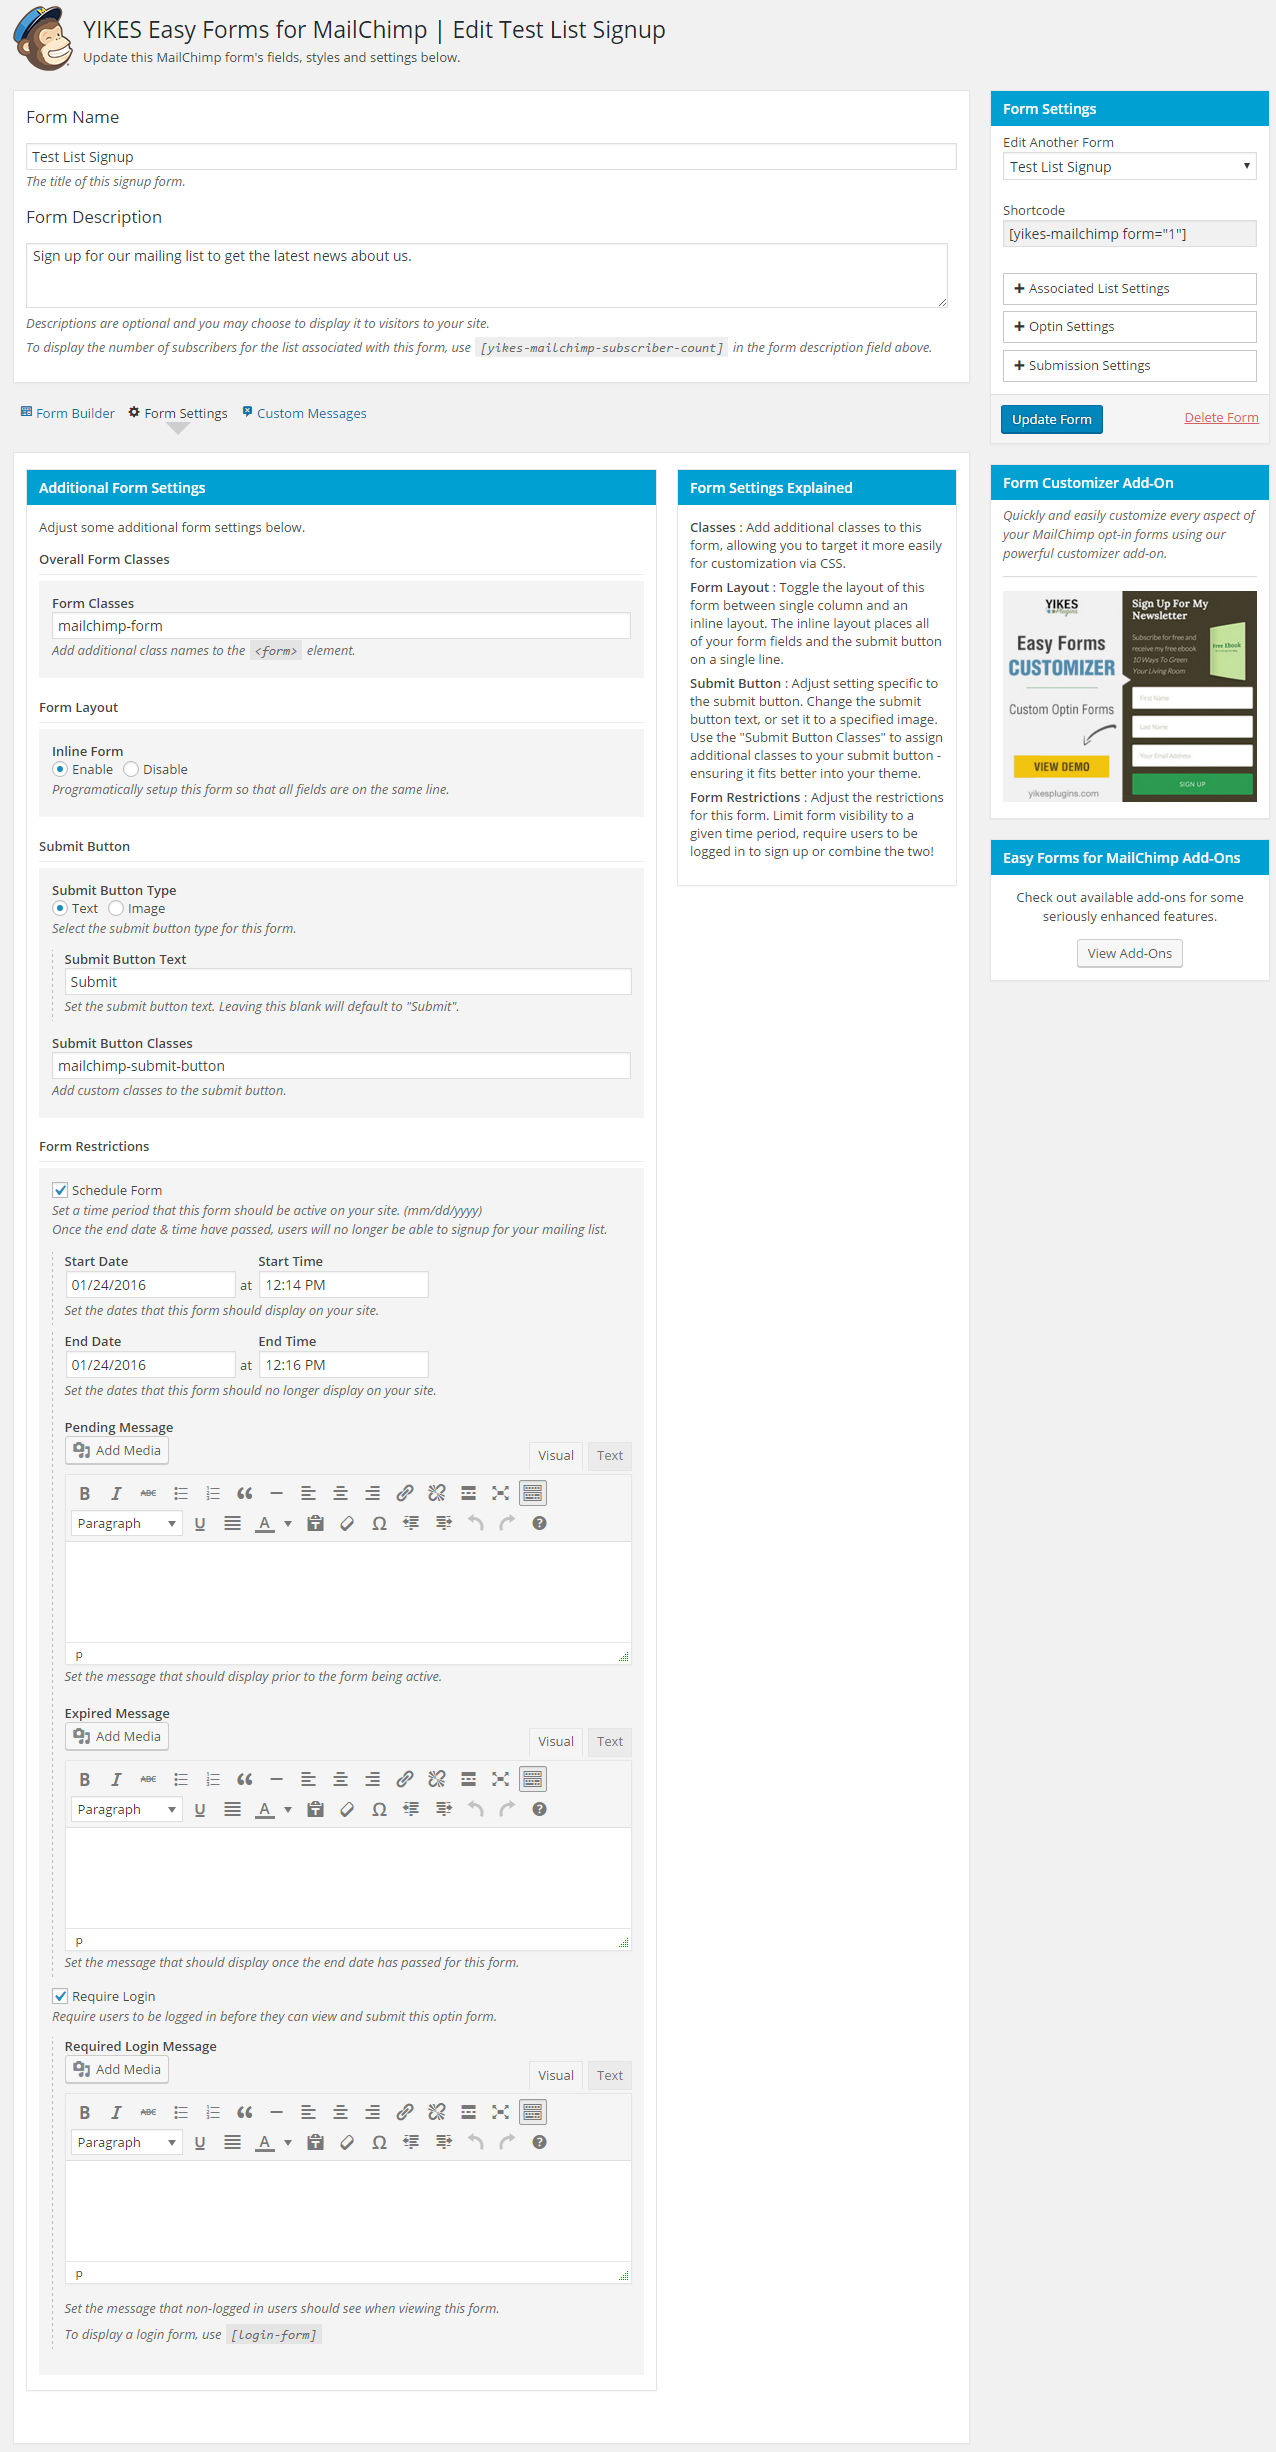 YIKES Easy Forms for MailChimp | Edit Test List Signup
Update this MailChimp form's fields, styles and settings below.
Form Name
Test List Signup
The title of this signup form.
Form Description
Sign up for our mailing list to get the latest news about us.
Descriptions are optional and you may choose to display it to visitors to your site.
To display the number of subscribers for the list associated with this form, use [yikes-mailchimp-subscriber-count] in the form description field above.
Form Builder Form Settings Custom Messages
Additional Form Settings
Adjust some additional form settings below.
Overall Form Classes
Form Classes
mailchimp-form
Add additional class names to the <form> element.
Form Layout
Inline Form
Enable Disable
Programatically setup this form so that all fields are on the same line.
Submit Button
Submit Button Type
Text Image
Select the submit button type for this form.
Submit Button Text
Submit
Set the submit button text. Leaving this blank will default to "Submit".
Submit Button Classes
mailchimp-submit-button
Add custom classes to the submit button.
Form Restrictions
Schedule Form
Set a time period that this form should be active on your site. (mm/dd/yyyy)
Once the end date & time have passed, users will no longer be able to signup for your mailing list.
Start Date Start Time
01/24/2016 at 12:14 PM
Set the dates that this form should display on your site.
End Date End Time
01/24/2016 at 12:16 PM
Set the dates that this form should no longer display on your site.
Pending Message
Add Media Visual Text
B I ABC
Paragraph U A Ω
p
Set the message that should display prior to the form being active.
Expired Message
Add Media Visual Text
B I ABC
Paragraph U A Ω
p
Set the message that should display once the end date has passed for this form.
Require Login
Require users to be logged in before they can view and submit this optin form.
Required Login Message
Add Media Visual Text
B I ABC
Paragraph U A Ω
p
Set the message that non-logged in users should see when viewing this form.
To display a login form, use [login-form]
Form Settings Explained
Classes : Add additional classes to this
form, allowing you to target it more easily
for customization via CSS.
Form Layout : Toggle the layout of this
form between single column and an
inline layout. The inline layout places all
of your form fields and the submit button
on a single line.
Submit Button : Adjust setting specific to
the submit button. Change the submit
button text, or set it to a specified image.
Use the "Submit Button Classes" to assign
additional classes to your submit button -
ensuring it fits better into your theme.
Form Restrictions : Adjust the restrictions
for this form. Limit form visibility to a
given time period, require users to be
logged in to sign up or combine the two!
Form Settings
Edit Another Form
Test List Signup
Shortcode
[yikes-mailchimp form="1"]
Associated List Settings
Optin Settings
Submission Settings
Update Form Delete Form
Form Customizer Add-On
Quickly and easily customize every aspect of
your MailChimp opt-in forms using our
powerful customizer add-on.
YIKES
Plugins
Easy Forms
CUSTOMIZER
Custom Optin Forms
VIEW DEMO
yikesplugins.com
Sign Up For My
Newsletter
Subscribe for free and
receive my free ebook
10 Ways To Green
Your Living Room
Free Ebook
First Name
Last Name
Your Email Address
SIGN UP
Easy Forms for MailChimp Add-Ons
Check out available add-ons for some
seriously enhanced features.
View Add-Ons